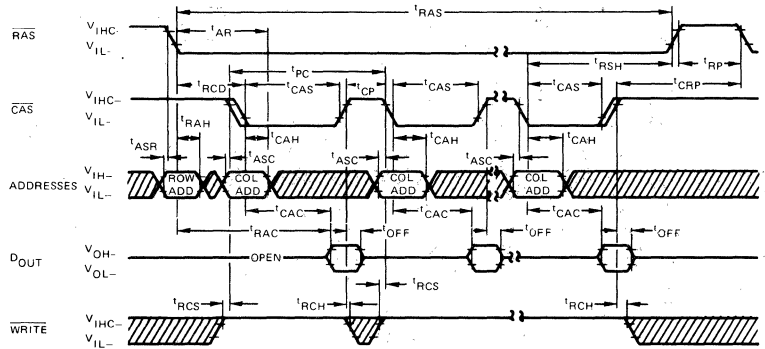 tRAS
RAS VIHC-
VIL-
tAR
tRSH tRP
tPC
tRCD tCAS tCP tCAS tCAS tCRP
CAS VIHC-
VIL-
tRAH
tCAH tCAH tCAH
tASR tASC tASC tASC
ADDRESSES VIH-
VIL-
ROW ADD
COL ADD
COL ADD
COL ADD
tCAC tCAC tCAC
tRAC tOFF tOFF tOFF
DOUT VOH-
VOL-
OPEN
tRCS tRCH tRCS tRCH
WRITE VIHC-
VIL-